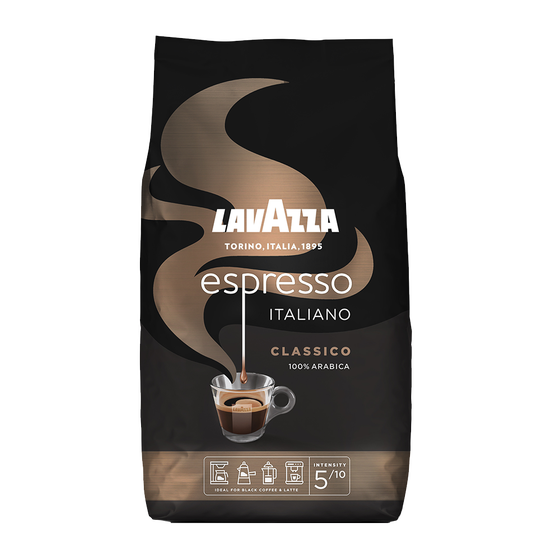 LAVAZZA
TORINO, ITALIA, 1895
espresso
ITALIANO
CLASSICO
100% ARABICA
IDEAL FOR BLACK COFFEE & LATTE
INTENSITY
5/10